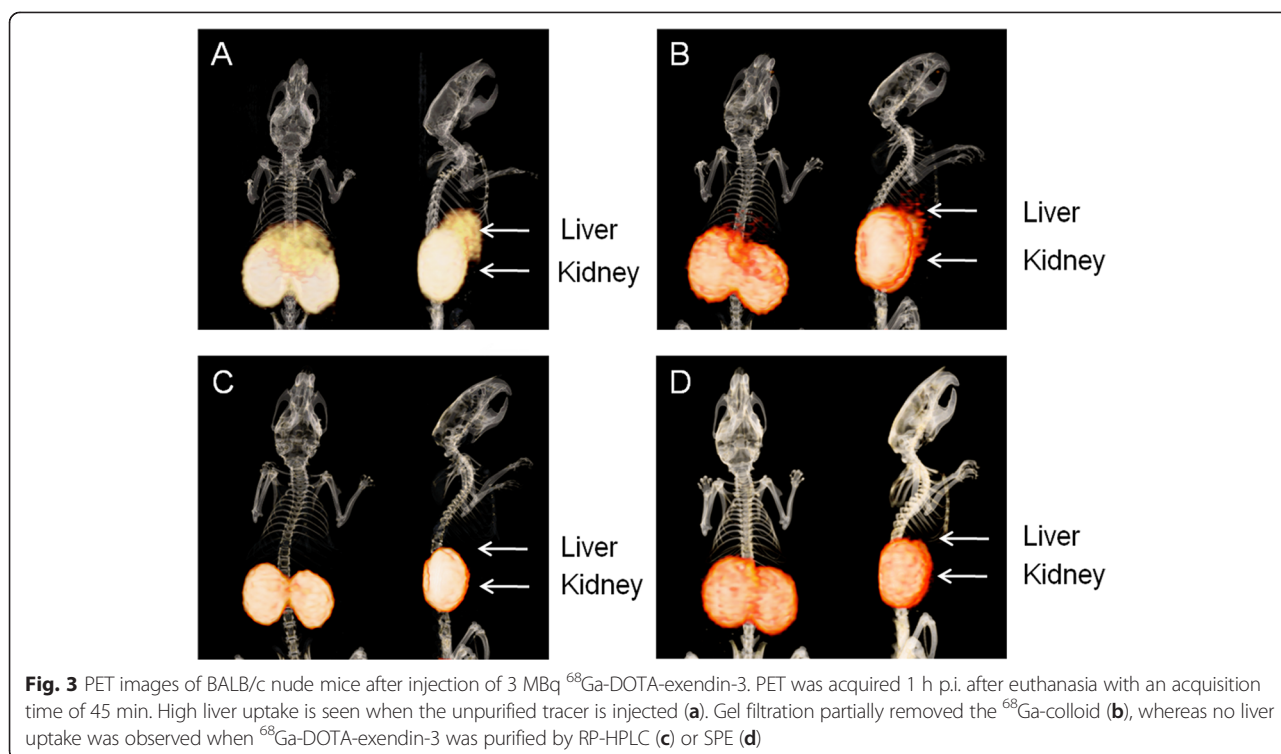 A
Liver
Kidney
B
Liver
Kidney
C
Liver
Kidney
D
Liver
Kidney
Fig. 3 PET images of BALB/c nude mice after injection of 3 MBq ⁶⁸Ga-DOTA-exendin-3. PET was acquired 1 h p.i. after euthanasia with an acquisition
time of 45 min. High liver uptake is seen when the unpurified tracer is injected (a). Gel filtration partially removed the ⁶⁸Ga-colloid (b), whereas no liver
uptake was observed when ⁶⁸Ga-DOTA-exendin-3 was purified by RP-HPLC (c) or SPE (d)